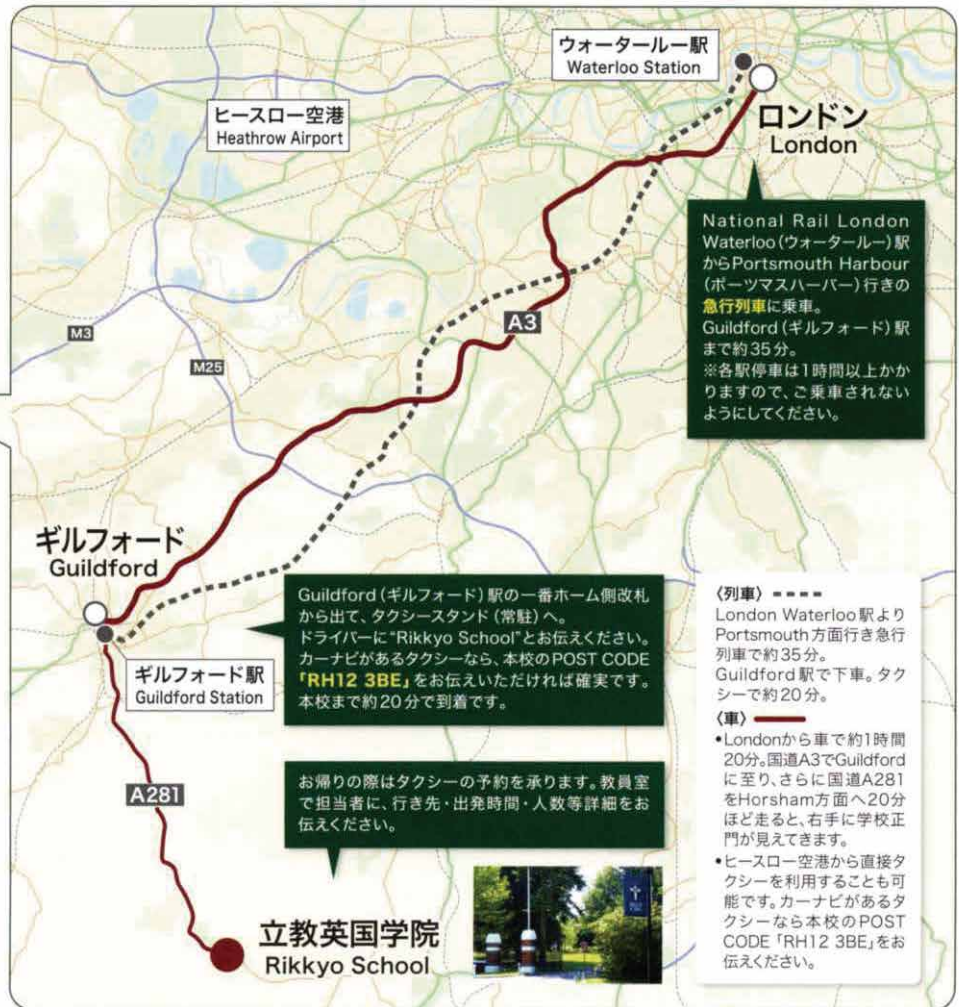 ウォータールー駅
Waterloo Station
ヒースロー空港
Heathrow Airport
ロンドン
London
National Rail London
Waterloo（ウォータールー）駅
からPortsmouth Harbour
（ポーツマスハーバー）行きの
急行列車に乗車。
Guildford（ギルフォード）駅
まで約35分。
※各駅停車は1時間以上かか
りますので、ご乗車されない
ようにしてください。
A3
M3
M25
ギルフォード
Guildford
Guildford（ギルフォード）駅の一番ホーム側改札
から出て、タクシースタンド（常駐）へ。
ドライバーに“Rikkyo School”とお伝えください。
カーナビがあるタクシーなら、本校のPOST CODE
「RH12 3BE」をお伝えいただければ確実です。
本校まで約20分で到着です。
ギルフォード駅
Guildford Station
〈列車〉
London Waterloo駅より
Portsmouth方面行き急行
列車で約35分。
Guildford駅で下車。タク
シーで約20分。
〈車〉
•Londonから車で約1時間
20分。国道A3でGuildford
に至り、さらに国道A281
をHorsham方面へ20分
ほど走ると、右手に学校正
門が見えてきます。
•ヒースロー空港から直接タ
クシーを利用することも可
能です。カーナビがあるタ
クシーなら本校のPOST
CODE「RH12 3BE」をお
伝えください。
A281
お帰りの際はタクシーの予約を承ります。教員室
で担当者に、行き先・出発時間・人数等詳細をお
伝えください。
立教英国学院
Rikkyo School